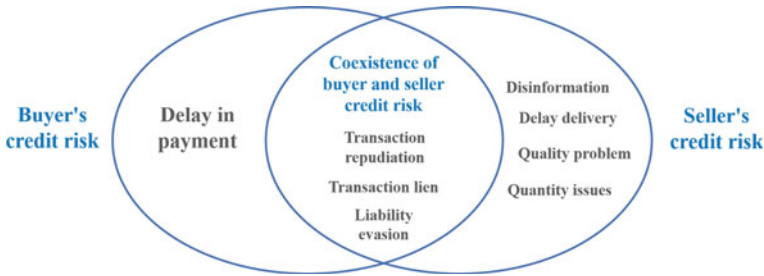 Buyer's
credit risk
Delay in
payment
Coexistence of
buyer and seller
credit risk
Transaction
repudiation
Transaction lien
Liability
evasion
Disinformation
Delay delivery
Quality problem
Quantity issues
Seller's
credit risk